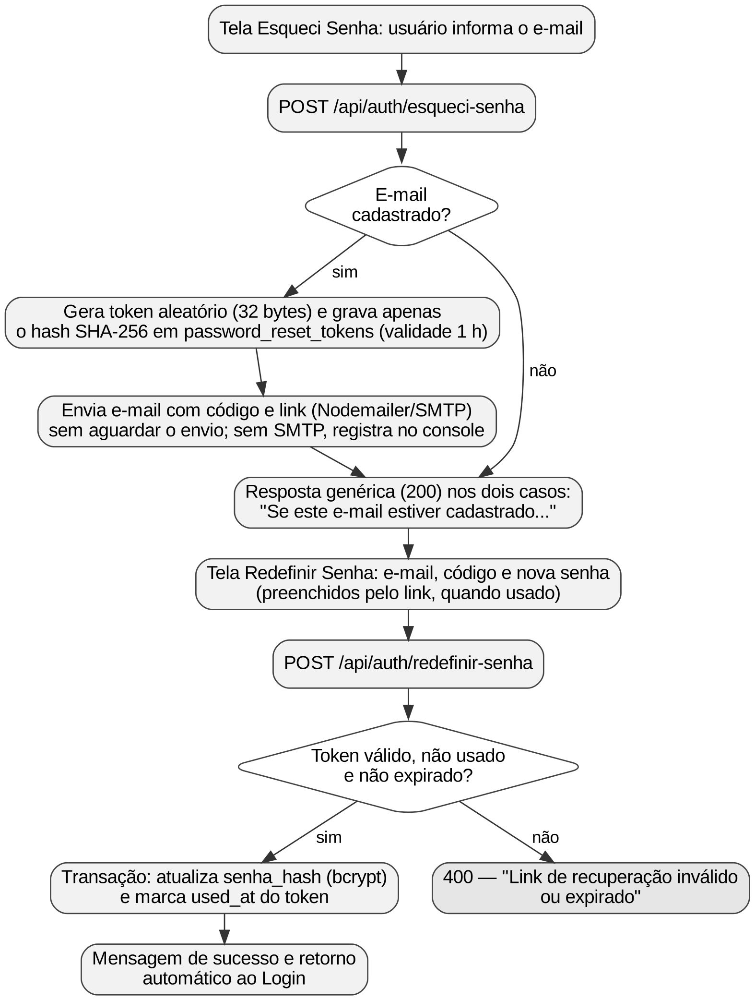 Tela Esqueci Senha: usuário informa o e-mail
POST /api/auth/esqueci-senha
E-mail
cadastrado?
sim
não
Gera token aleatório (32 bytes) e grava apenas
o hash SHA-256 em password_reset_tokens (validade 1 h)
Envia e-mail com código e link (Nodemailer/SMTP)
sem aguardar o envio; sem SMTP, registra no console
Resposta genérica (200) nos dois casos:
"Se este e-mail estiver cadastrado..."
Tela Redefinir Senha: e-mail, código e nova senha
(preenchidos pelo link, quando usado)
POST /api/auth/redefinir-senha
Token válido, não usado
e não expirado?
sim
não
Transação: atualiza senha_hash (bcrypt)
e marca used_at do token
400 — "Link de recuperação inválido
ou expirado"
Mensagem de sucesso e retorno
automático ao Login